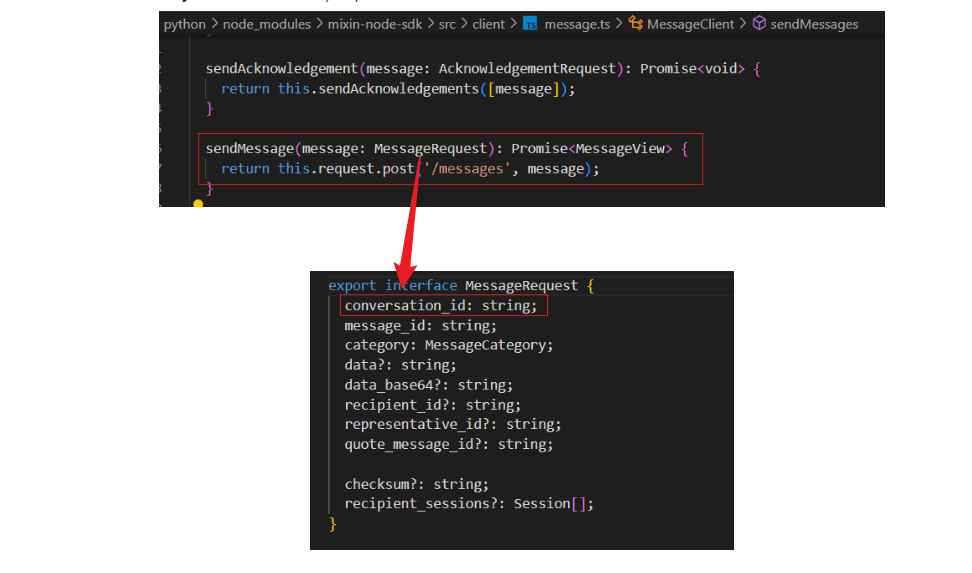 python > node_modules > mixin-node-sdk > src > client > TS message.ts > MessageClient > sendMessages
sendAcknowledgement(message: AcknowledgementRequest): Promise<void> {
return this.sendAcknowledgements([message]);
}
sendMessage(message: MessageRequest): Promise<MessageView> {
return this.request.post('/messages', message);
}
export interface MessageRequest {
conversation_id: string;
message_id: string;
category: MessageCategory;
data?: string;
data_base64?: string;
recipient_id?: string;
representative_id?: string;
quote_message_id?: string;
checksum?: string;
recipient_sessions?: Session[];
}